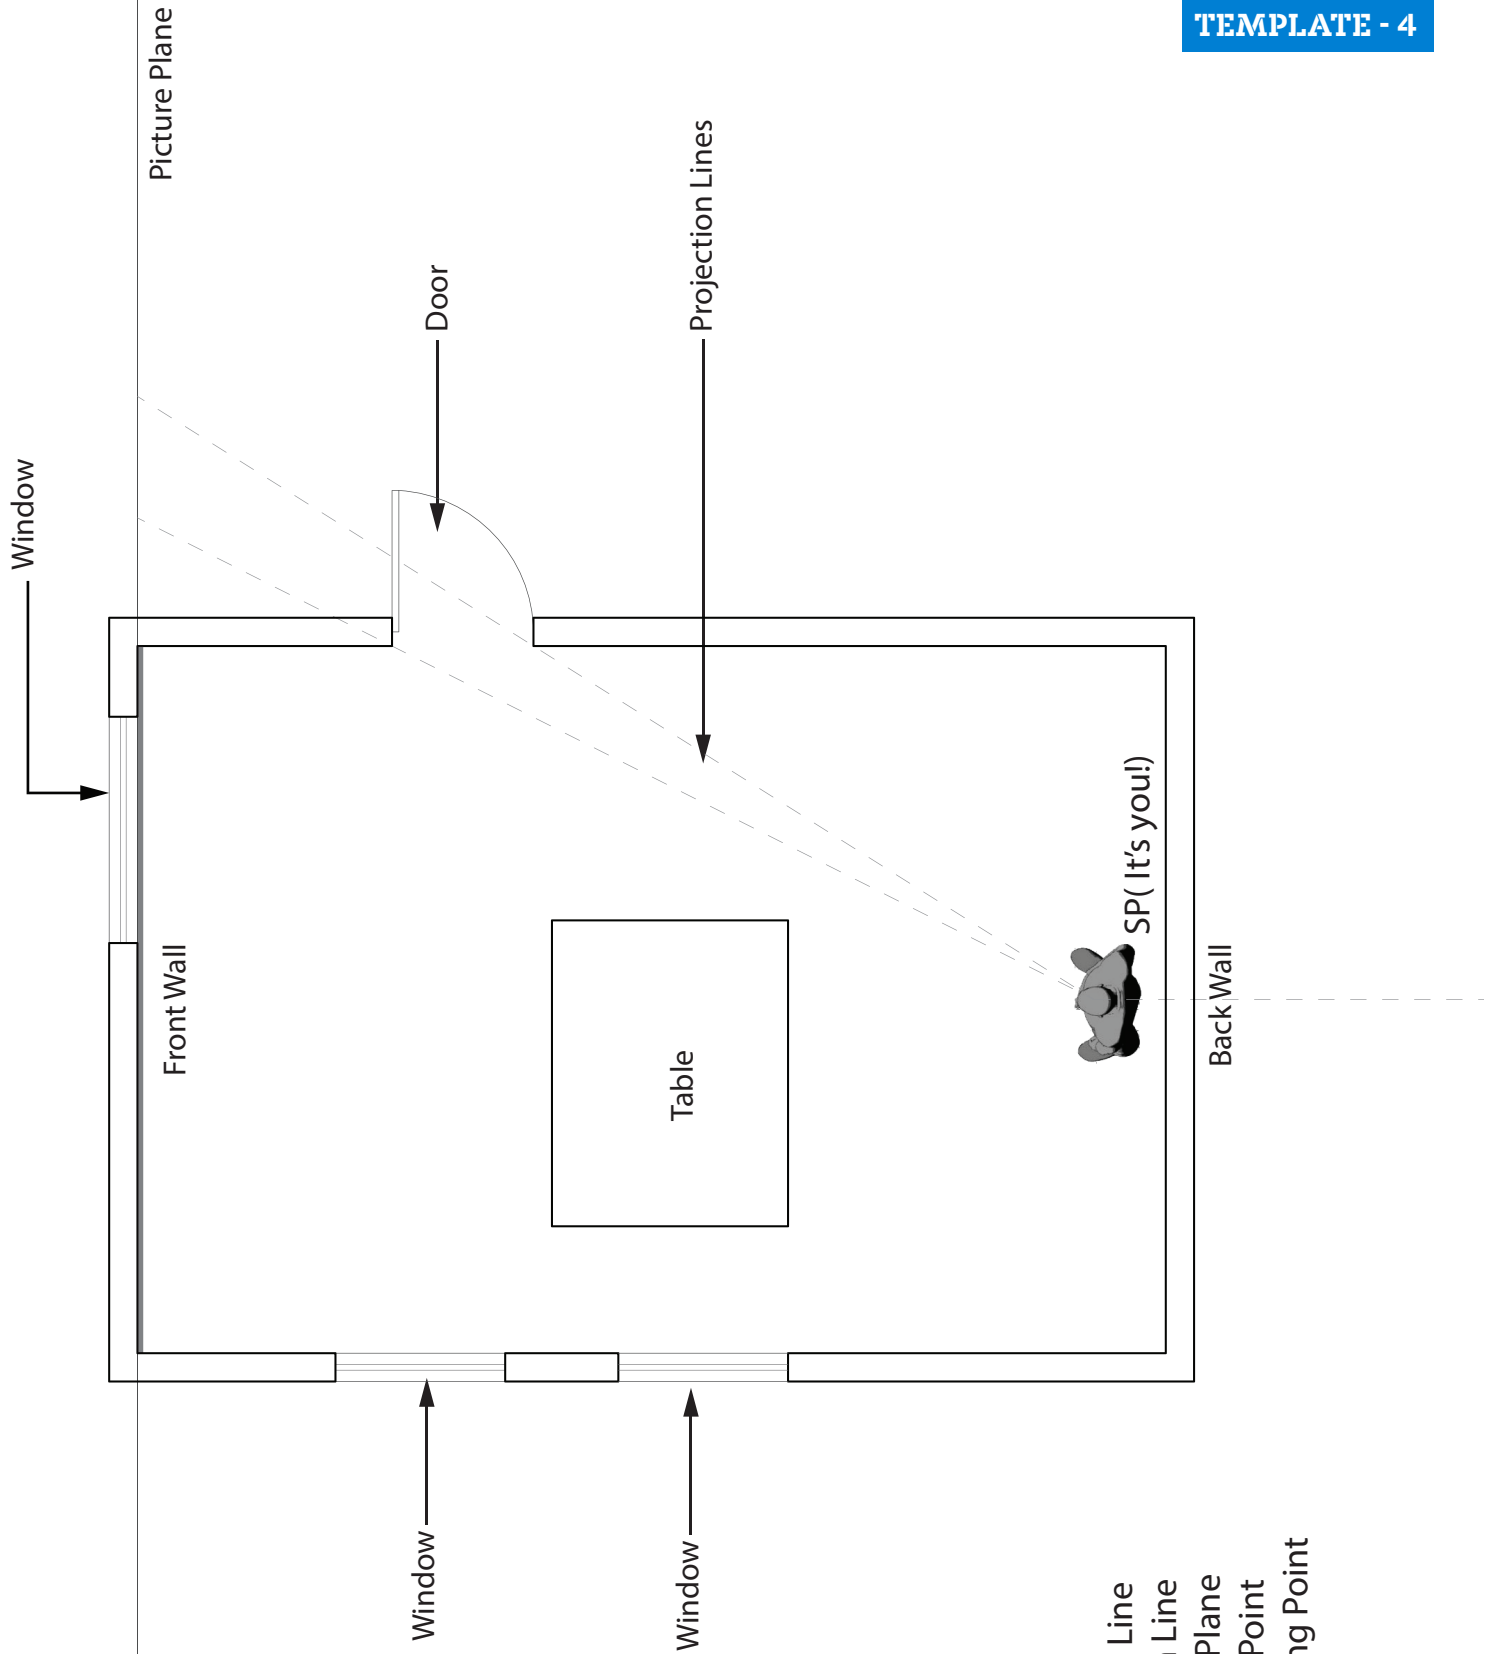 TEMPLATE - 4
Picture Plane
Window
Door
Projection Lines
Front Wall
Table
SP( It's you!)
Back Wall
Window
Window
Line
Line
Plane
Point
Point